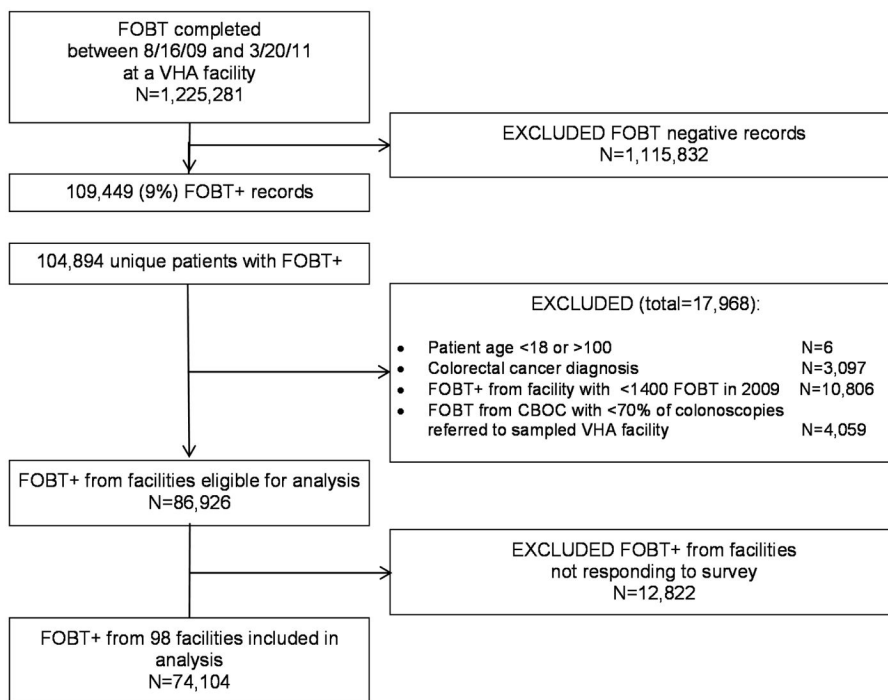 FOBT completed
between 8/16/09 and 3/20/11
at a VHA facility
N=1,225,281
EXCLUDED FOBT negative records
N=1,115,832
109,449 (9%) FOBT+ records
104,894 unique patients with FOBT+
EXCLUDED (total=17,968):
• Patient age <18 or >100 N=6
• Colorectal cancer diagnosis N=3,097
• FOBT+ from facility with <1400 FOBT in 2009 N=10,806
• FOBT from CBOC with <70% of colonoscopies
referred to sampled VHA facility N=4,059
FOBT+ from facilities eligible for analysis
N=86,926
EXCLUDED FOBT+ from facilities
not responding to survey
N=12,822
FOBT+ from 98 facilities included in
analysis
N=74,104